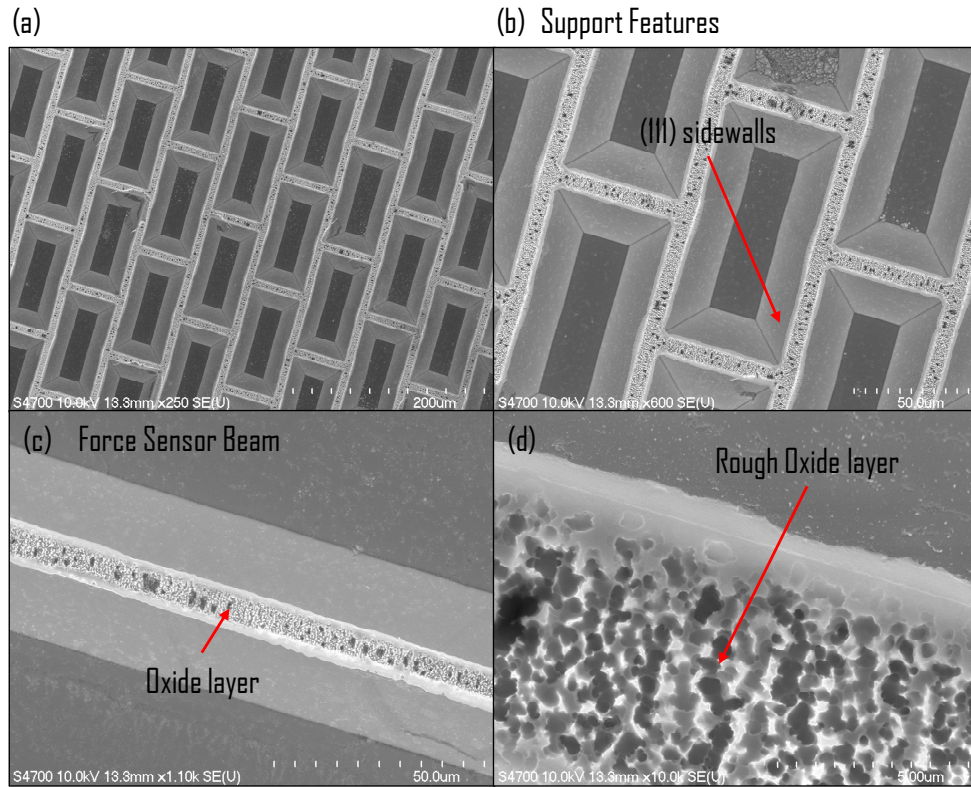 (a)
(b) Support Features
(111) sidewalls
S4700 10.0kV 13.3mm x250 SE(U)
200um
S4700 10.0kV 13.3mm x600 SE(U)
50.0um
(c) Force Sensor Beam
Oxide layer
(d)
Rough Oxide layer
S4700 10.0kV 13.3mm x1.10k SE(U)
50.0um
S4700 10.0kV 13.3mm x10.0k SE(U)
5.00um